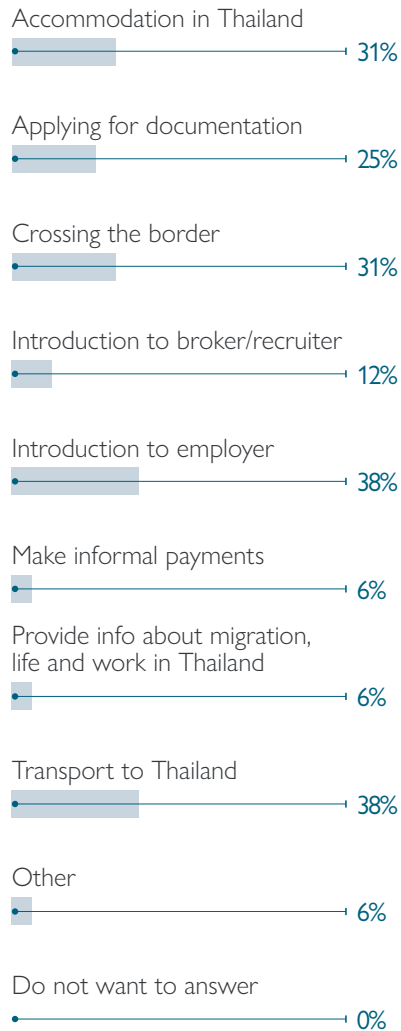 Accommodation in Thailand
31%
Applying for documentation
25%
Crossing the border
31%
Introduction to broker/recruiter
12%
Introduction to employer
38%
Make informal payments
6%
Provide info about migration,
life and work in Thailand
6%
Transport to Thailand
38%
Other
6%
Do not want to answer
0%